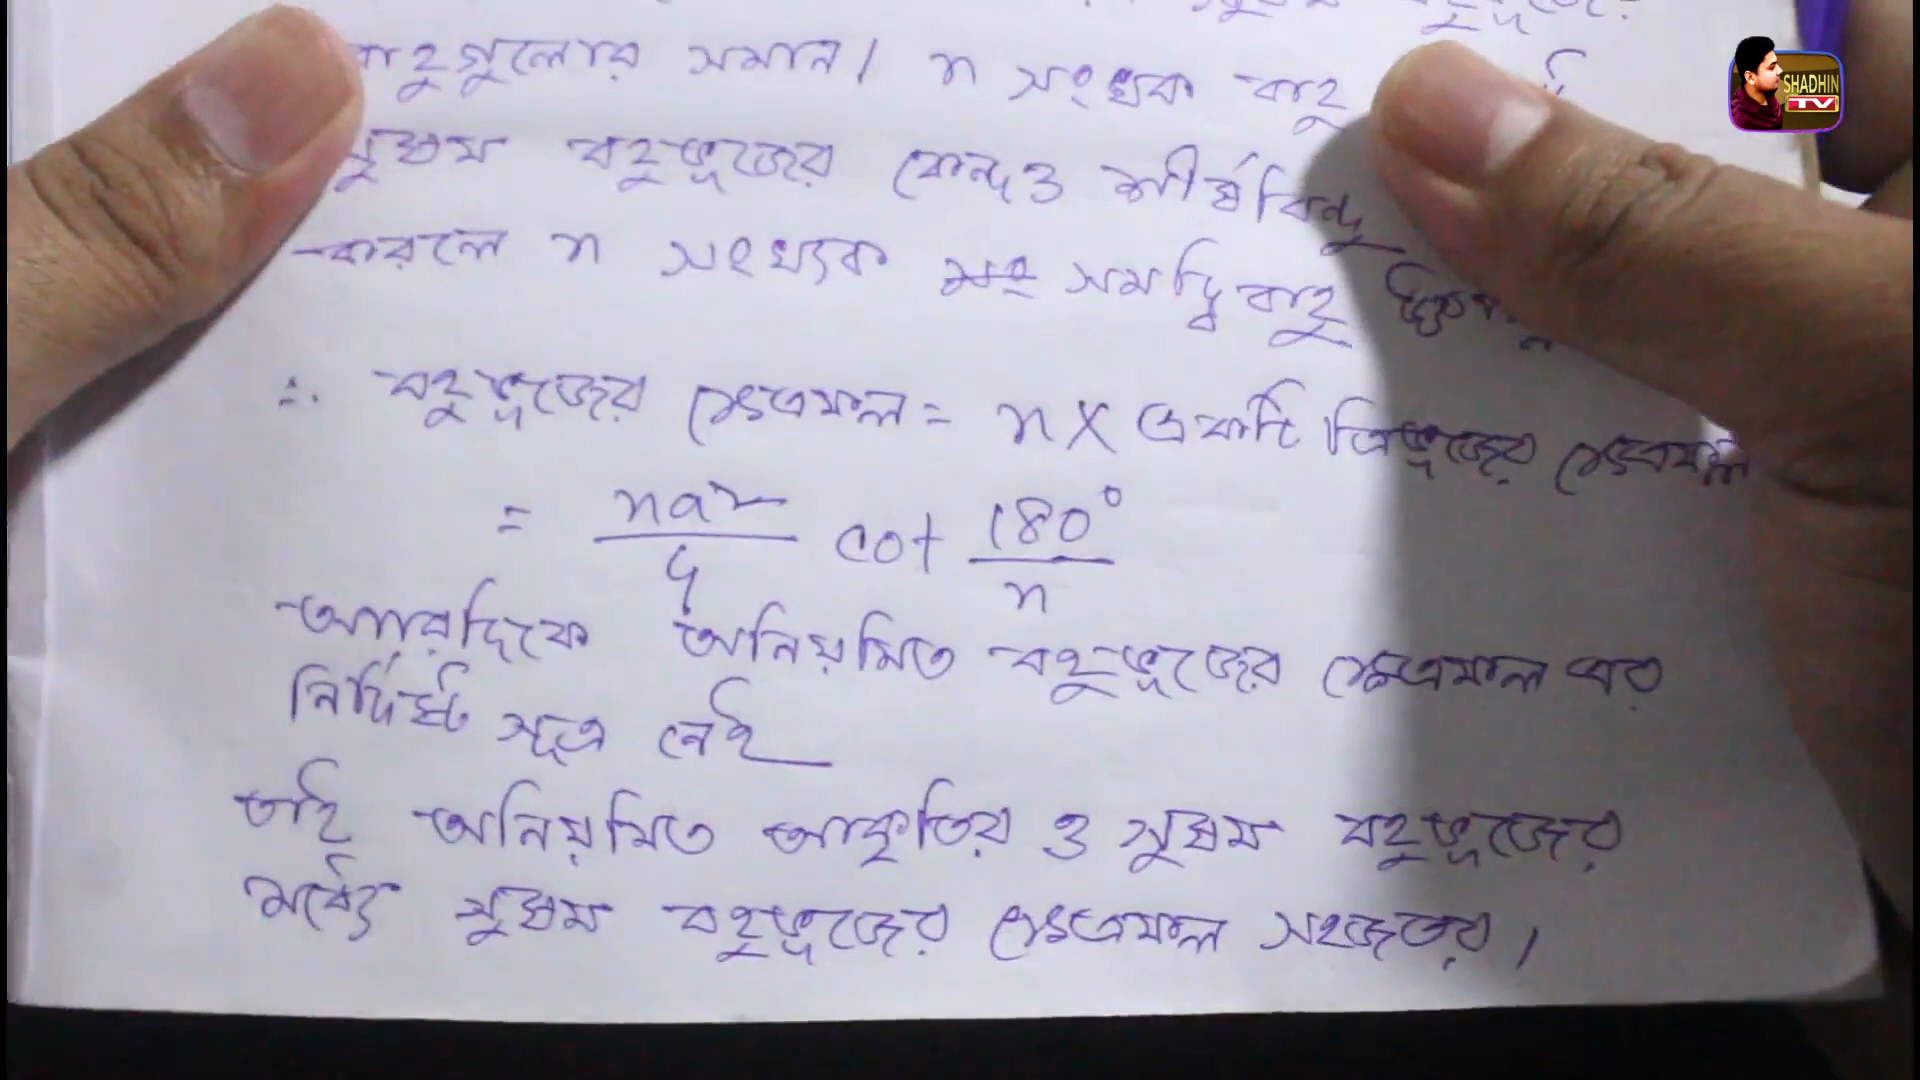 বাহুগুলোর সমান। n সংখ্যক বাহু
সুষম বহুভুজের কেন্দ্র ও শীর্ষবিন্দু
করলে n সংখ্যক সমদ্বিবাহু
SHADHIN
TV
∴ বহুভুজের ক্ষেত্রফল = n × একটি ত্রিভুজের ক্ষেত্রফল
= na²/4 cot 180°/n
অপরদিকে অনিয়মিত বহুভুজের ক্ষেত্রফল এর
নির্দিষ্ট সূত্র নেই
তাই অনিয়মিত আকৃতির ও সুষম বহুভুজের
মধ্যে সুষম বহুভুজের ক্ষেত্রফল সহজতর।